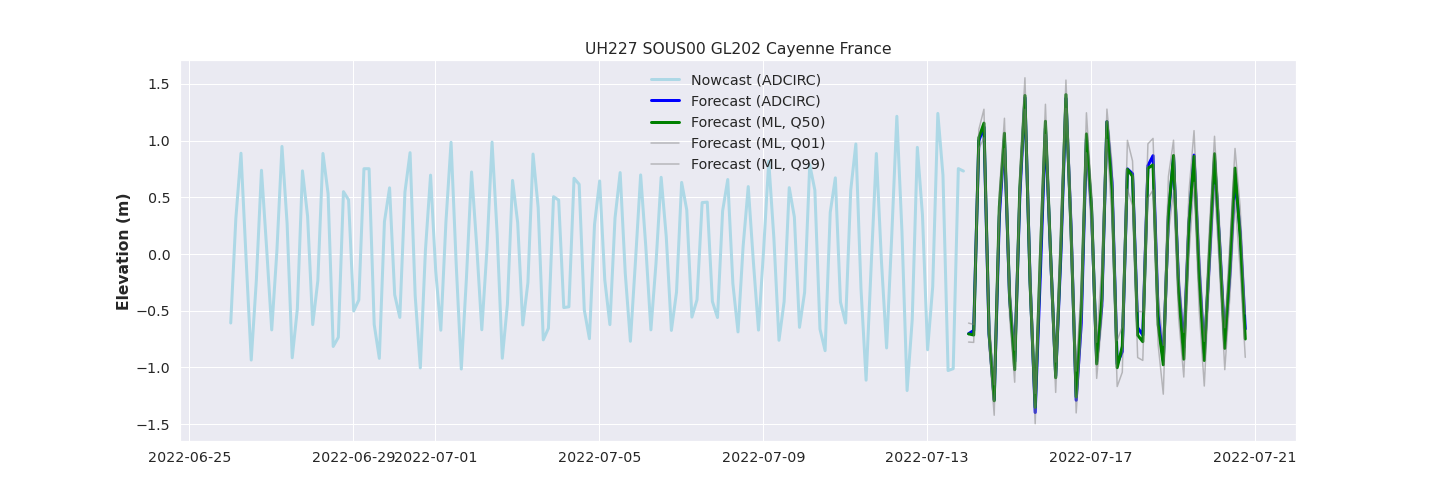 UH227 SOUS00 GL202 Cayenne France
Nowcast (ADCIRC)
Forecast (ADCIRC)
Forecast (ML, Q50)
Forecast (ML, Q01)
Forecast (ML, Q99)
Elevation (m)
1.5
1.0
0.5
0.0
−0.5
−1.0
−1.5
2022-06-25
2022-06-29
2022-07-01
2022-07-05
2022-07-09
2022-07-13
2022-07-17
2022-07-21